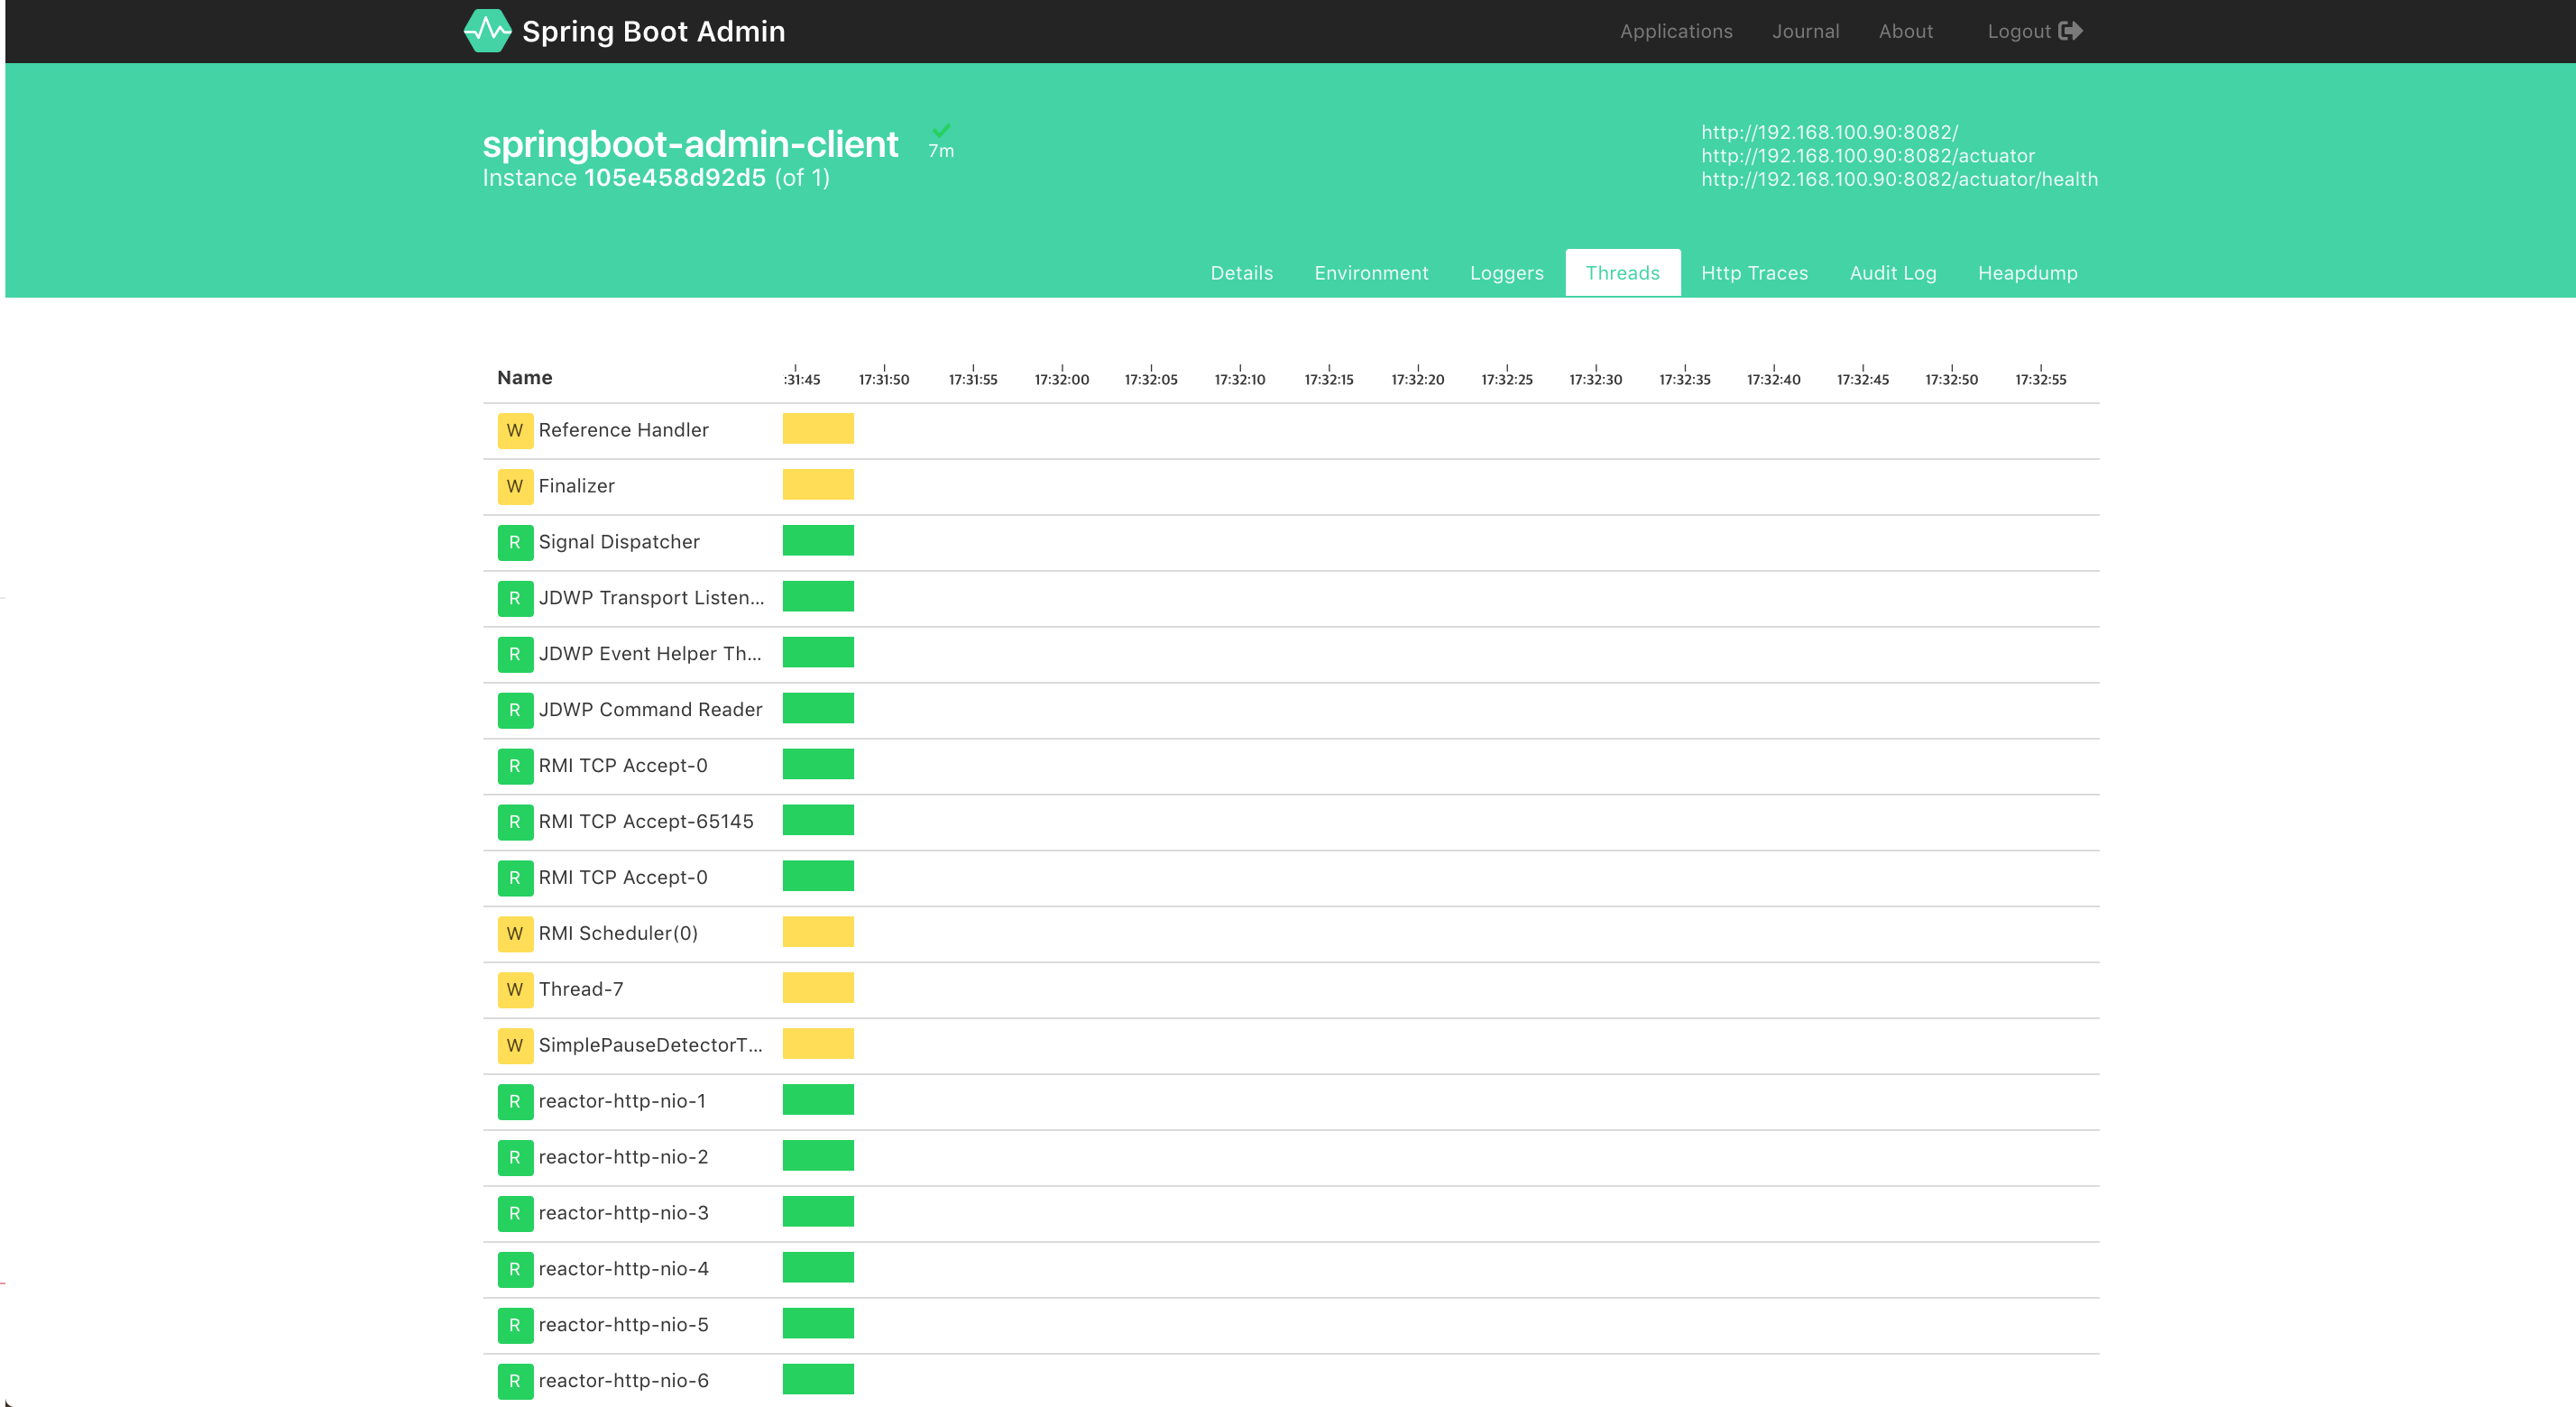 Spring Boot Admin
Applications Journal About Logout
springboot-admin-client 7m
Instance 105e458d92d5 (of 1)
http://192.168.100.90:8082/
http://192.168.100.90:8082/actuator
http://192.168.100.90:8082/actuator/health
Details Environment Loggers Threads Http Traces Audit Log Heapdump
Name :31:45 17:31:50 17:31:55 17:32:00 17:32:05 17:32:10 17:32:15 17:32:20 17:32:25 17:32:30 17:32:35 17:32:40 17:32:45 17:32:50 17:32:55
W Reference Handler
W Finalizer
R Signal Dispatcher
R JDWP Transport Listen...
R JDWP Event Helper Th...
R JDWP Command Reader
R RMI TCP Accept-0
R RMI TCP Accept-65145
R RMI TCP Accept-0
W RMI Scheduler(0)
W Thread-7
W SimplePauseDetectorT...
R reactor-http-nio-1
R reactor-http-nio-2
R reactor-http-nio-3
R reactor-http-nio-4
R reactor-http-nio-5
R reactor-http-nio-6